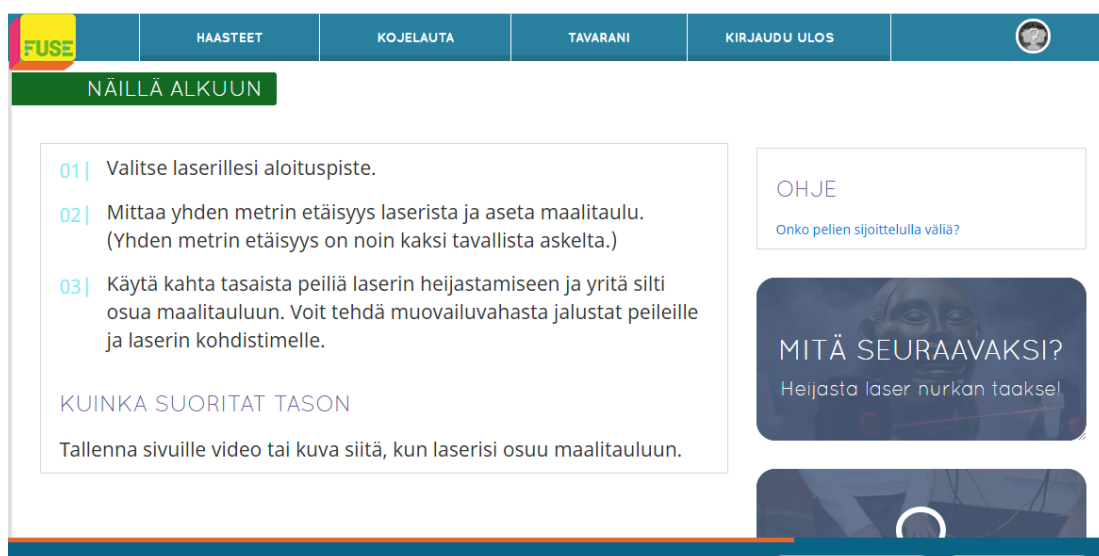 FUSE
HAASTEET
KOJELAUTA
TAVARANI
KIRJAUDU ULOS
NÄILLÄ ALKUUN
01| Valitse laserillesi aloituspiste.
02| Mittaa yhden metrin etäisyys laserista ja aseta maalitaulu.
(Yhden metrin etäisyys on noin kaksi tavallista askelta.)
03| Käytä kahta tasaista peiliä laserin heijastamiseen ja yritä silti
osua maalitauluun. Voit tehdä muovailuvahasta jalustat peileille
ja laserin kohdistimelle.
KUINKA SUORITAT TASON
Tallenna sivuille video tai kuva siitä, kun laserisi osuu maalitauluun.
OHJE
Onko pelien sijoittelulla väliä?
MITÄ SEURAAVAKSI?
Heijasta laser nurkan taakse!